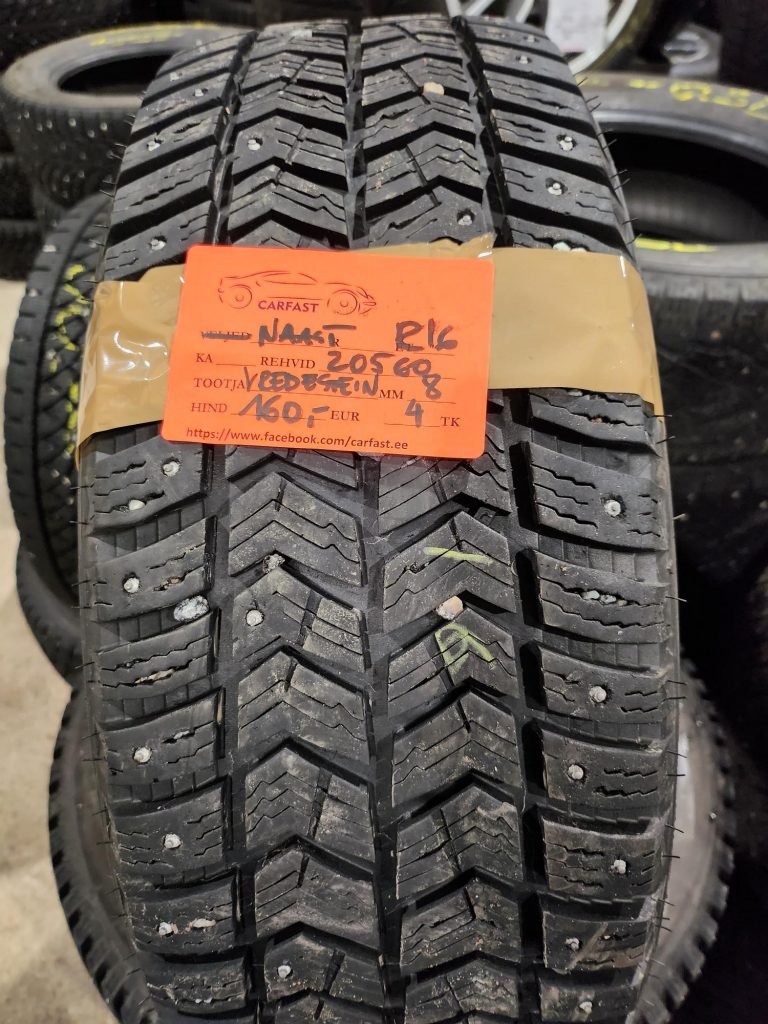 CARFAST
NAAST R16
KA REHVID 205 60
TOOTJA VREDESTEIN MM 8
HIND 160,- EUR 4 TK
https://www.facebook.com/carfast.ee